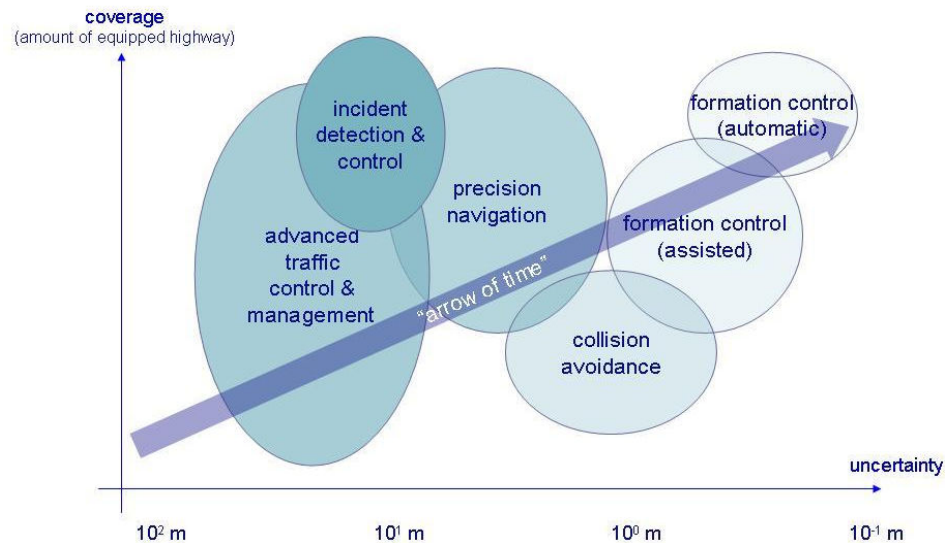 coverage
(amount of equipped highway)
incident
detection &
control
formation control
(automatic)
precision
navigation
advanced
traffic
control &
management
formation control
(assisted)
“arrow of time”
collision
avoidance
uncertainty
10² m
10¹ m
10⁰ m
10⁻¹ m